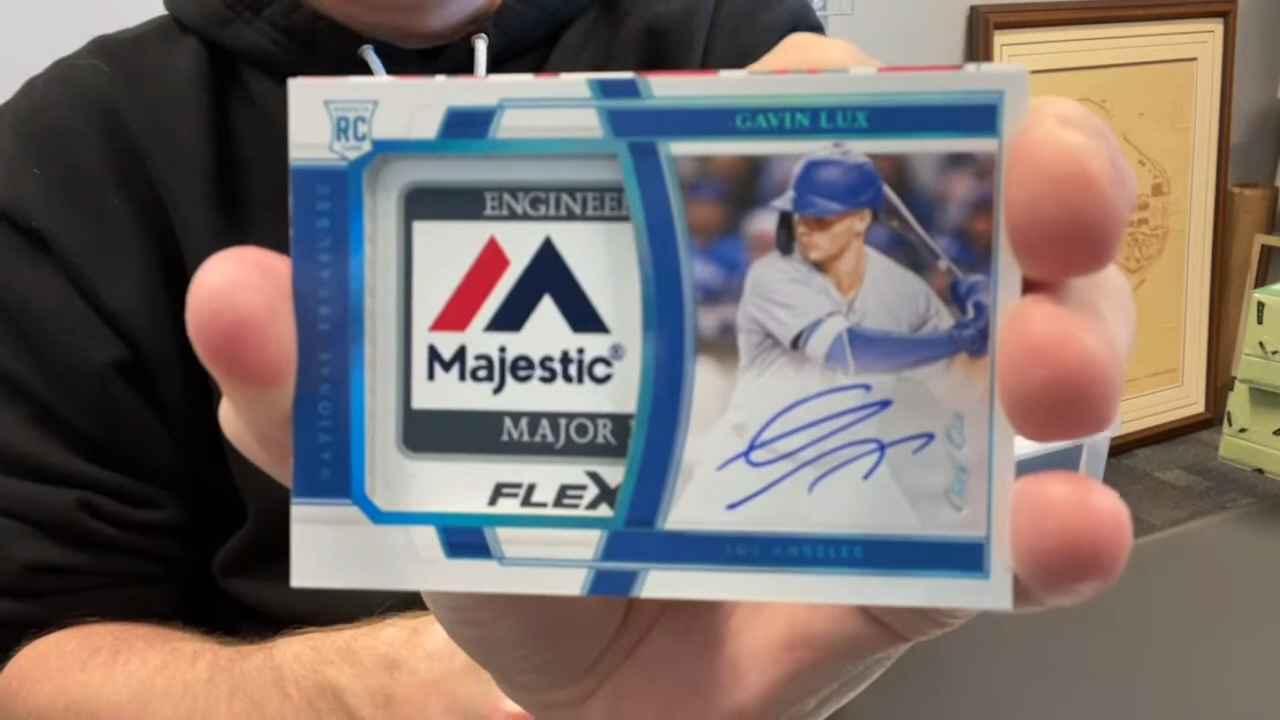 RC
GAVIN LUX
NATIONAL TREASURES
ENGINEE
Majestic®
MAJOR
FLEX
LOS ANGELES